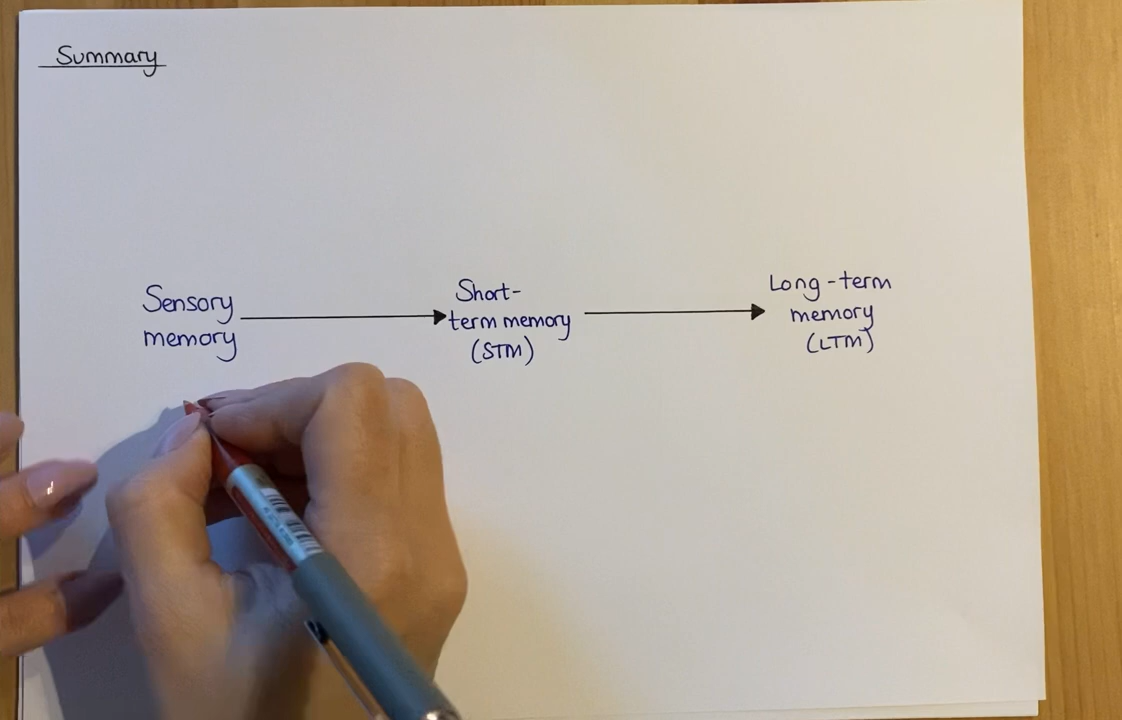 Summary
Sensory
memory
Short-
term memory
(STM)
Long-term
memory
(LTM)